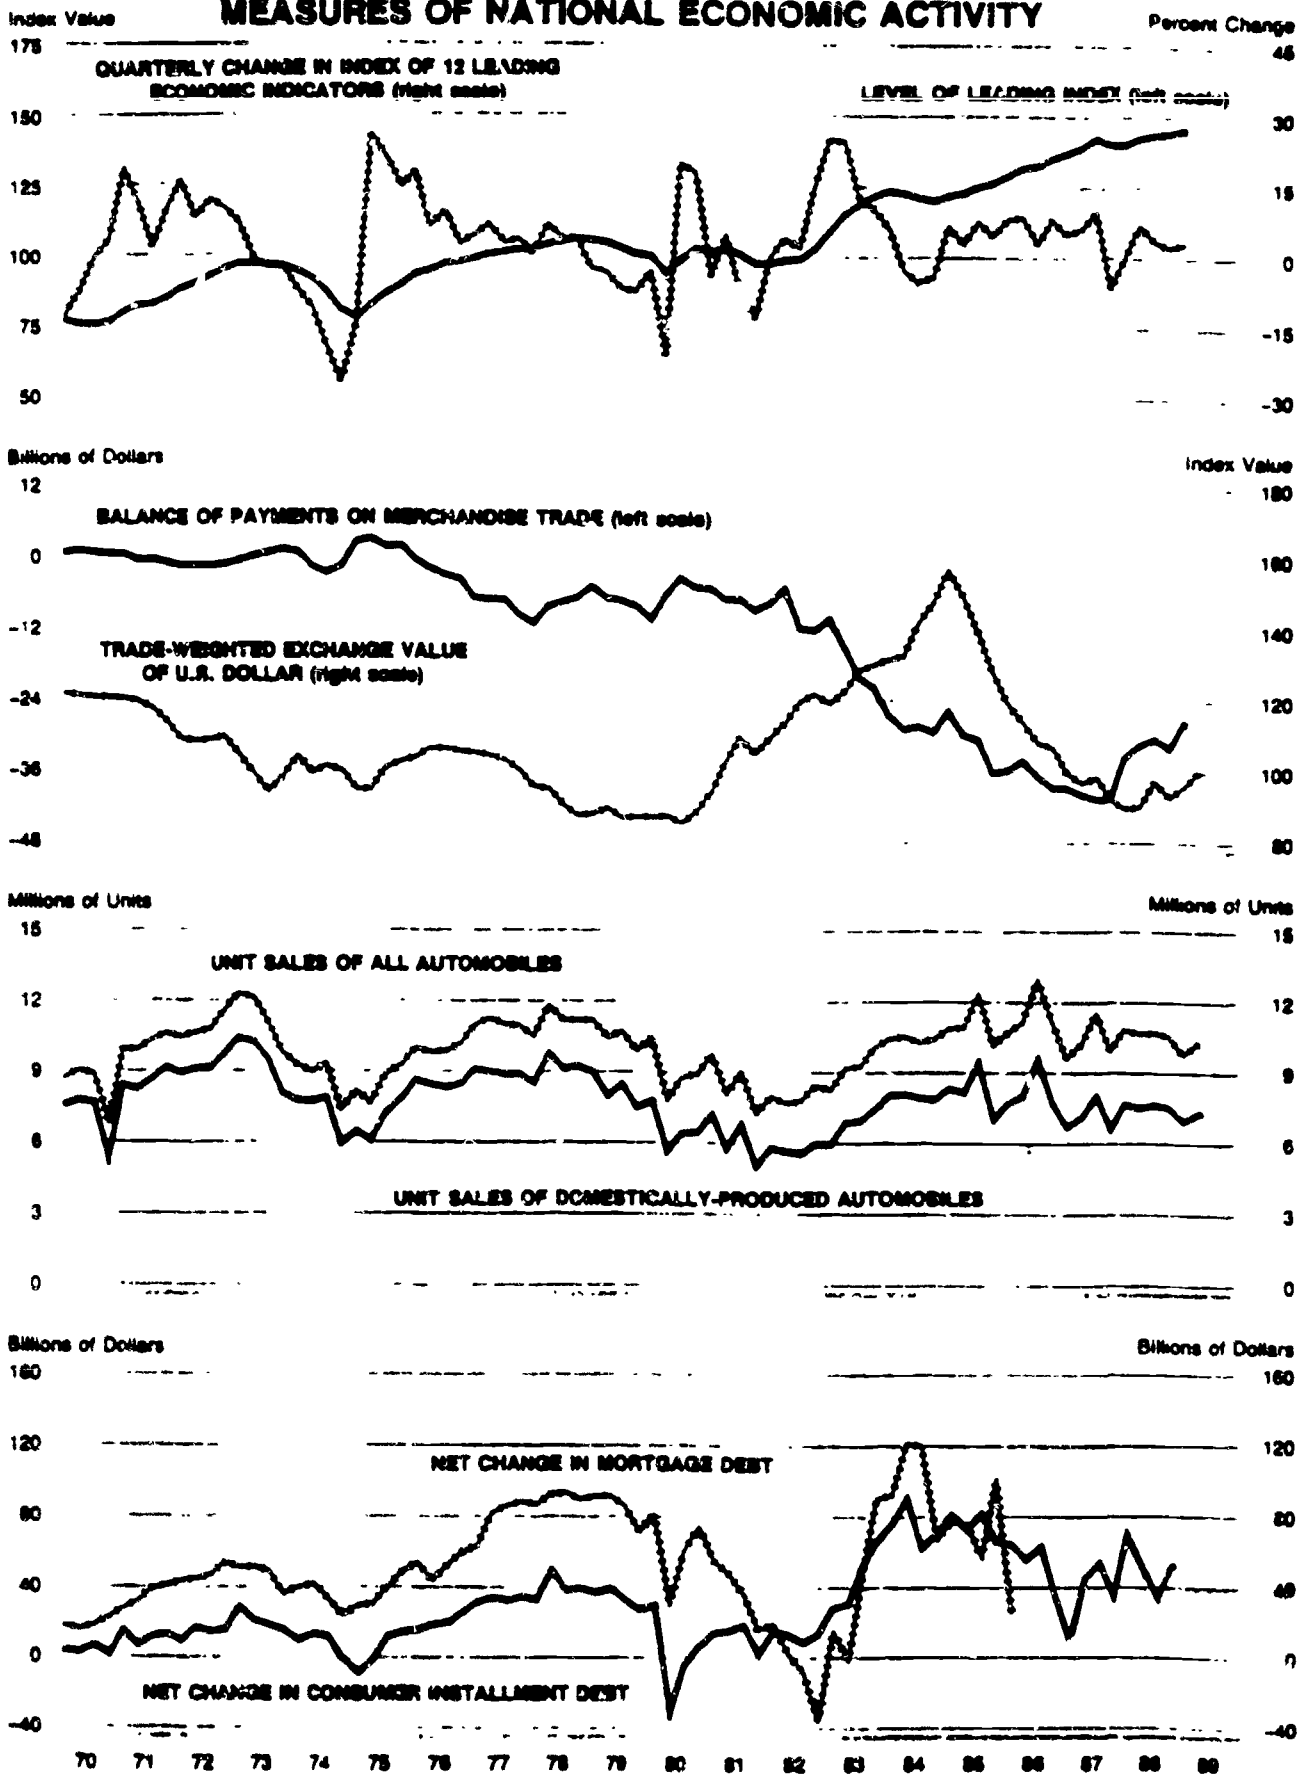 MEASURES OF NATIONAL ECONOMIC ACTIVITY
Index Value
Percent Change
175
45
QUARTERLY CHANGE IN INDEX OF 12 LEADING
ECONOMIC INDICATORS (right scale)
LEVEL OF LEADING INDEX (left scale)
150
30
125
15
100
0
75
-15
50
-30
Billions of Dollars
Index Value
12
180
BALANCE OF PAYMENTS ON MERCHANDISE TRADE (left scale)
0
160
-12
140
TRADE-WEIGHTED EXCHANGE VALUE
OF U.S. DOLLAR (right scale)
-24
120
-36
100
-48
80
Millions of Units
Millions of Units
15
15
UNIT SALES OF ALL AUTOMOBILES
12
12
9
9
6
6
UNIT SALES OF DOMESTICALLY-PRODUCED AUTOMOBILES
3
3
0
0
Billions of Dollars
Billions of Dollars
160
160
120
120
NET CHANGE IN MORTGAGE DEBT
80
80
40
40
0
0
NET CHANGE IN CONSUMER INSTALLMENT DEBT
-40
-40
70 71 72 73 74 75 76 77 78 79 80 81 82 83 84 85 86 87 88 89